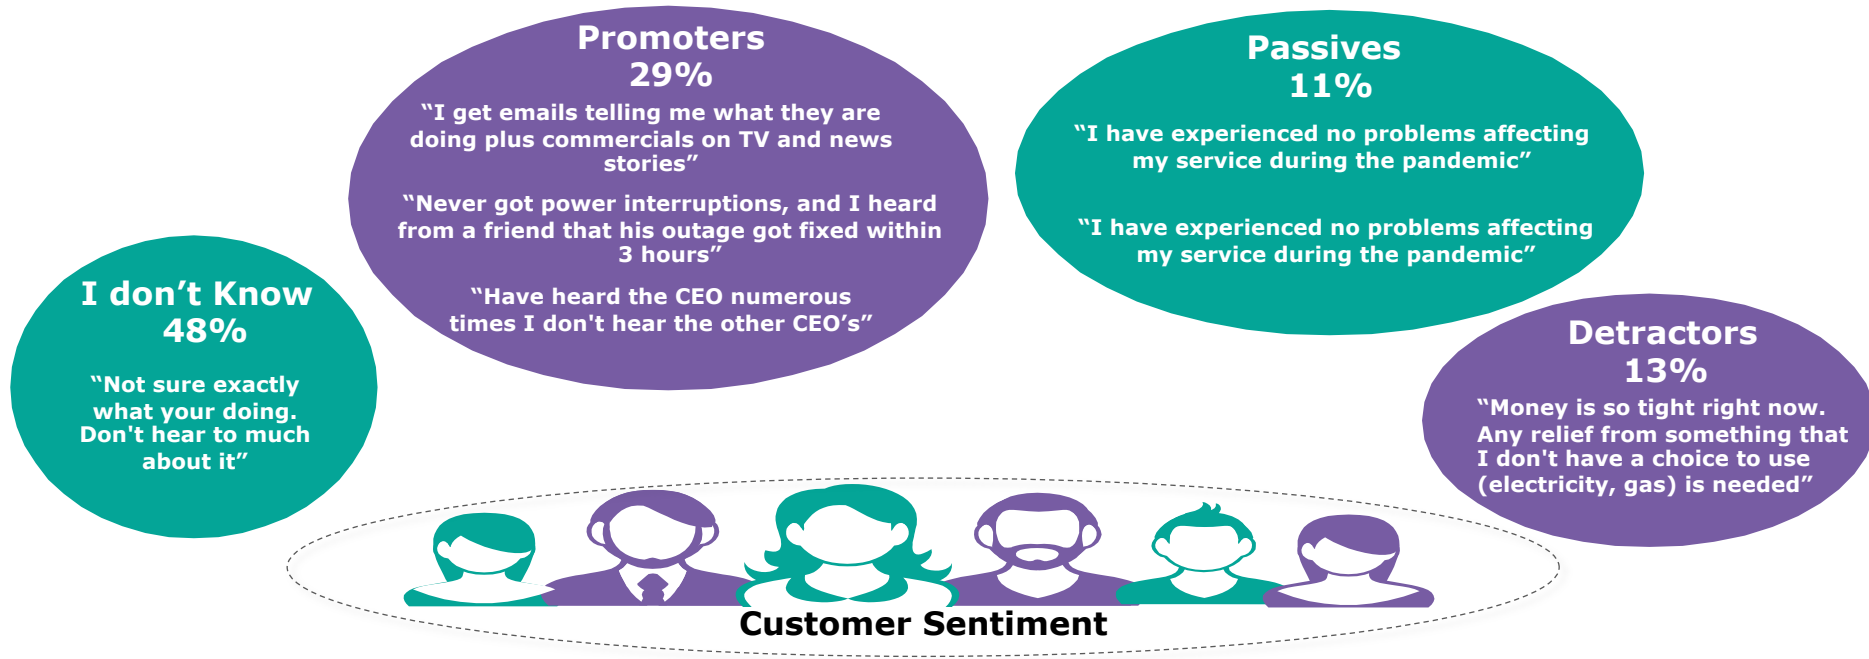 Promoters
29%
“I get emails telling me what they are
doing plus commercials on TV and news
stories”
“Never got power interruptions, and I heard
from a friend that his outage got fixed within
3 hours”
“Have heard the CEO numerous
times I don't hear the other CEO’s”
Passives
11%
“I have experienced no problems affecting
my service during the pandemic”
“I have experienced no problems affecting
my service during the pandemic”
I don’t Know
48%
“Not sure exactly
what your doing.
Don't hear to much
about it”
Detractors
13%
“Money is so tight right now.
Any relief from something that
I don't have a choice to use
(electricity, gas) is needed”
Customer Sentiment